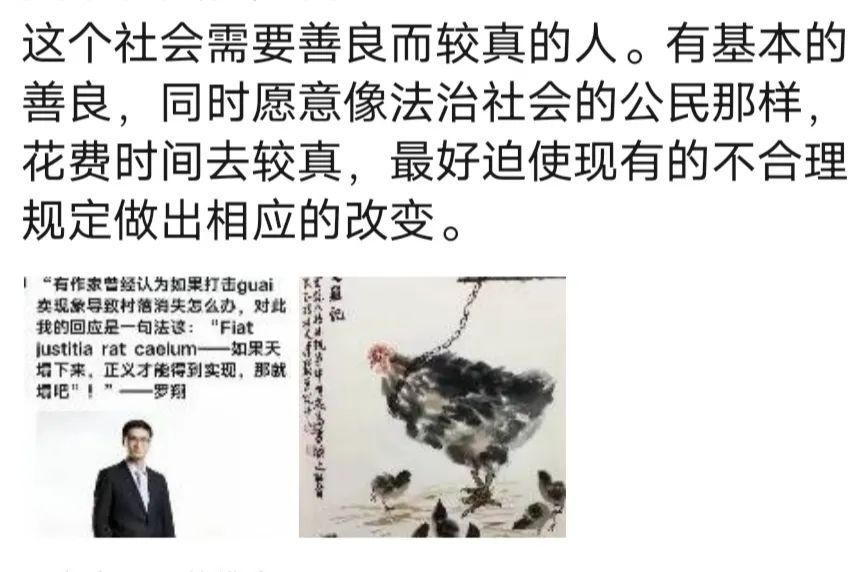 这个社会需要善良而较真的人。有基本的
善良，同时愿意像法治社会的公民那样，
花费时间去较真，最好迫使现有的不合理
规定做出相应的改变。
“有作家曾经认为如果打击guai
卖现象导致村落消失怎么办，对此
我的回应是一句法谚：“Fiat
justitia rat caelum——如果天
塌下来，正义才能得到实现，那就
塌吧”！”——罗翔